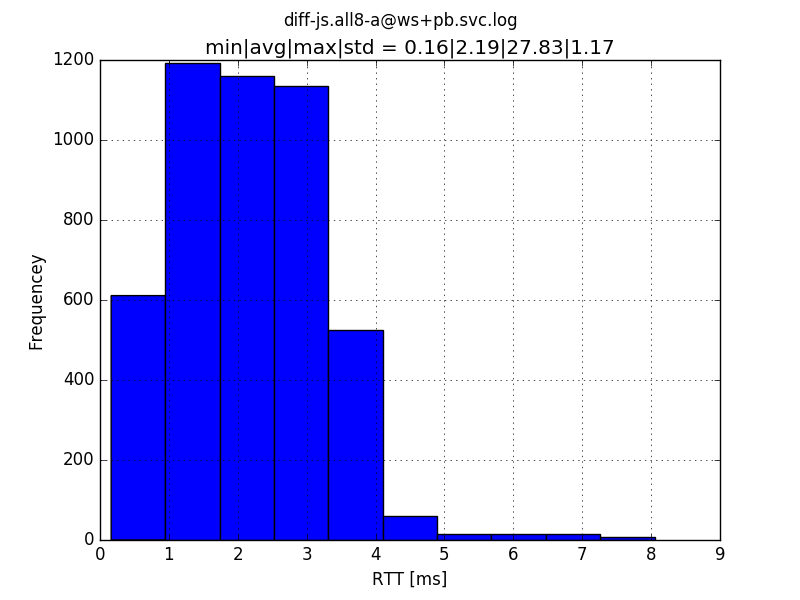 diff-js.all8-a@ws+pb.svc.log
min|avg|max|std = 0.16|2.19|27.83|1.17
1200
1000
800
600
400
200
0
Frequencey
0 1 2 3 4 5 6 7 8 9
RTT [ms]